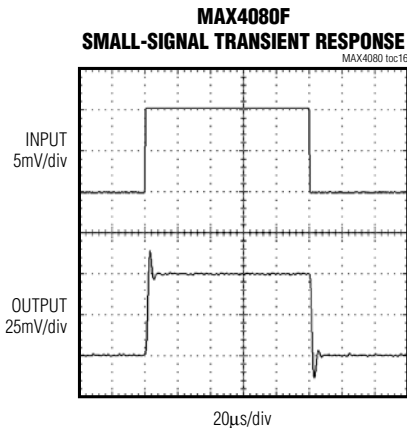 MAX4080F
SMALL-SIGNAL TRANSIENT RESPONSE
MAX4080 toc16
INPUT
5mV/div
OUTPUT
25mV/div
20μs/div